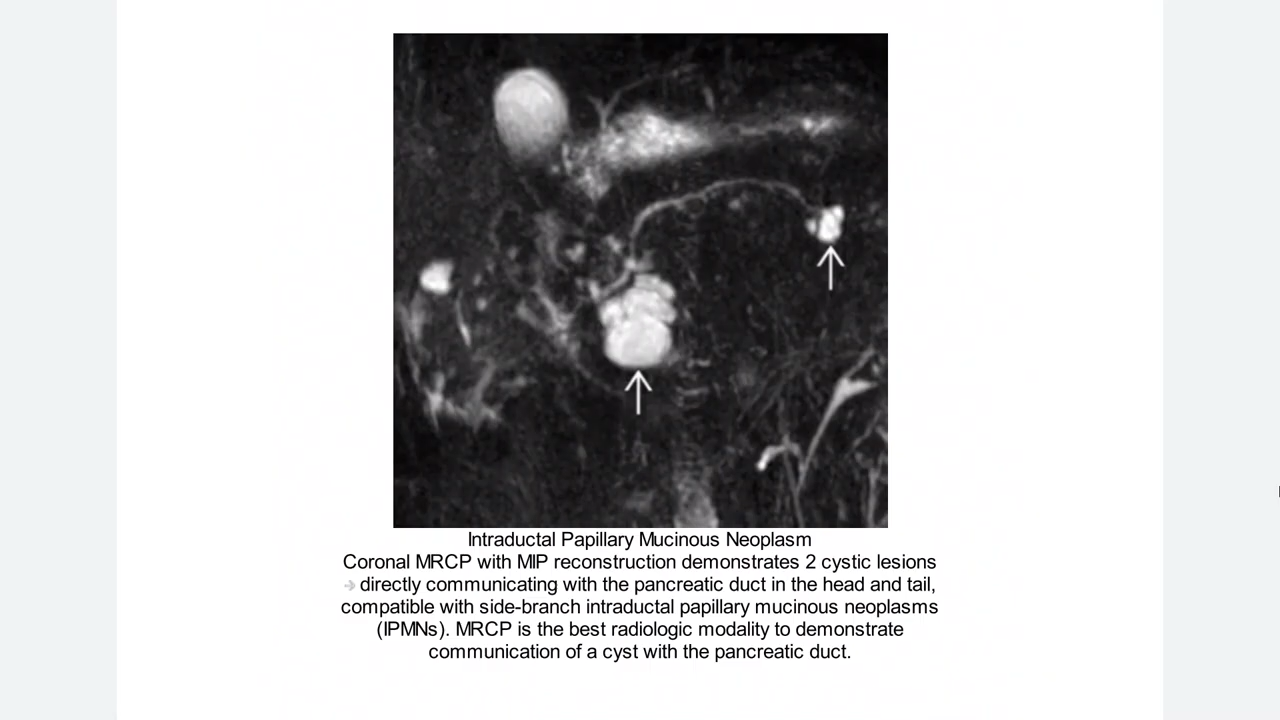 Intraductal Papillary Mucinous Neoplasm
Coronal MRCP with MIP reconstruction demonstrates 2 cystic lesions
directly communicating with the pancreatic duct in the head and tail,
compatible with side-branch intraductal papillary mucinous neoplasms
(IPMNs). MRCP is the best radiologic modality to demonstrate
communication of a cyst with the pancreatic duct.